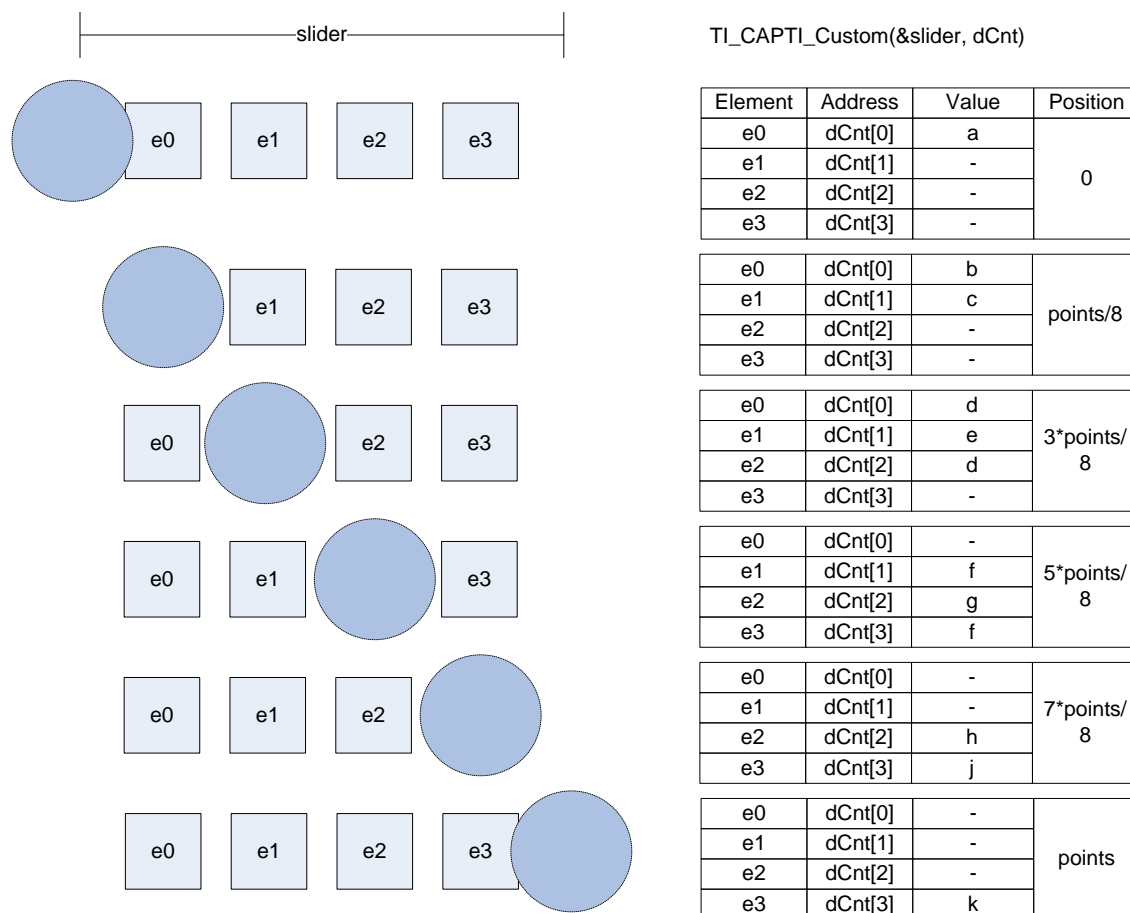 slider
TI_CAPTI_Custom(&slider, dCnt)
Element Address Value Position
e0 e1 e2 e3
e0 dCnt[0] a
e1 dCnt[1] -
e2 dCnt[2] -
e3 dCnt[3] -
0
e1 e2 e3
e0 dCnt[0] b
e1 dCnt[1] c
e2 dCnt[2] -
e3 dCnt[3] -
points/8
e0 e2 e3
e0 dCnt[0] d
e1 dCnt[1] e
e2 dCnt[2] d
e3 dCnt[3] -
3*points/
8
e0 e1 e3
e0 dCnt[0] -
e1 dCnt[1] f
e2 dCnt[2] g
e3 dCnt[3] f
5*points/
8
e0 e1 e2
e0 dCnt[0] -
e1 dCnt[1] -
e2 dCnt[2] h
e3 dCnt[3] j
7*points/
8
e0 e1 e2 e3
e0 dCnt[0] -
e1 dCnt[1] -
e2 dCnt[2] -
e3 dCnt[3] k
points